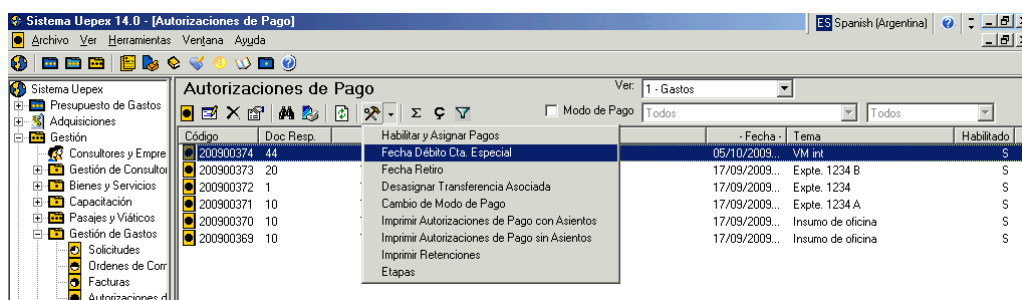 Sistema Uepex 14.0 - [Autorizaciones de Pago]
ES Spanish (Argentina)
Archivo Ver Herramientas Ventana Ayuda
Sistema Uepex
Presupuesto de Gastos
Adquisiciones
Gestión
Consultores y Empre
Gestión de Consultor
Bienes y Servicios
Capacitación
Pasajes y Viáticos
Gestión de Gastos
Solicitudes
Ordenes de Com
Facturas
Autorizaciones d
Autorizaciones de Pago
Ver: 1 - Gastos
Modo de Pago Todos Todos
Código Doc Resp. - Fecha - Tema Habilitado
200900374 44 05/10/2009... VM int S
200900373 20 17/09/2009... Expte. 1234 B S
200900372 1 17/09/2009... Expte. 1234 S
200900371 10 17/09/2009... Expte. 1234 A S
200900370 10 17/09/2009... Insumo de oficina S
200900369 10 17/09/2009... Insumo de oficina S
Habilitar y Asignar Pagos
Fecha Débito Cta. Especial
Fecha Retiro
Desasignar Transferencia Asociada
Cambio de Modo de Pago
Imprimir Autorizaciones de Pago con Asientos
Imprimir Autorizaciones de Pago sin Asientos
Imprimir Retenciones
Etapas